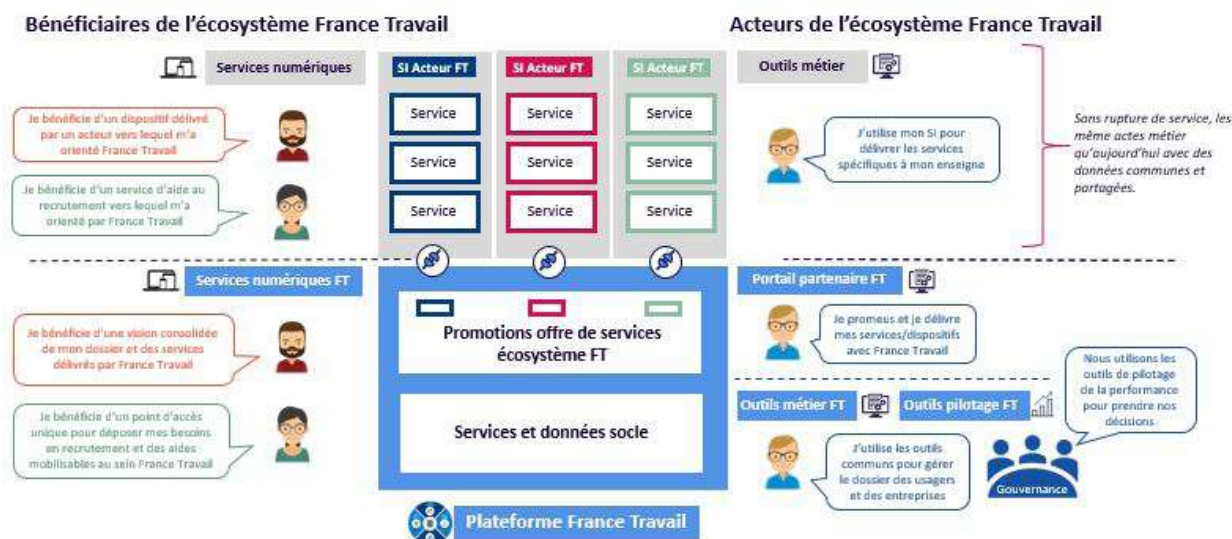 Bénéficiaires de l'écosystème France Travail
Acteurs de l'écosystème France Travail
Services numériques
SI Acteur FT
SI Acteur FT
SI Acteur FT
Outils métier
Je bénéficie d'un dispositif délivré
par un acteur vers lequel m'a
orienté France Travail
Je bénéficie d'un service d'aide au
recrutement vers lequel m'a
orienté par France Travail
Service
Service
Service
Service
Service
Service
Service
Service
Service
J'utilise mon SI pour
délivrer les services
spécifiques à mon enseigne
Sans rupture de service, les
même actes métier
qu'aujourd'hui avec des
données communes et
partagées.
Services numériques FT
Je bénéficie d'une vision consolidée
de mon dossier et des services
délivrés par France Travail
Je bénéficie d'un point d'accès
unique pour déposer mes besoins
en recrutement et des aides
mobilisables au sein France Travail
Promotions offre de services
écosystème FT
Services et données socle
Plateforme France Travail
Portail partenaire FT
Je promeus et je délivre
mes services/dispositifs
avec France Travail
Outils métier FT
Outils pilotage FT
Nous utilisons les
outils de pilotage
de la performance
pour prendre nos
décisions
J'utilise les outils
communs pour gérer
le dossier des usagers
et des entreprises
Gouvernance